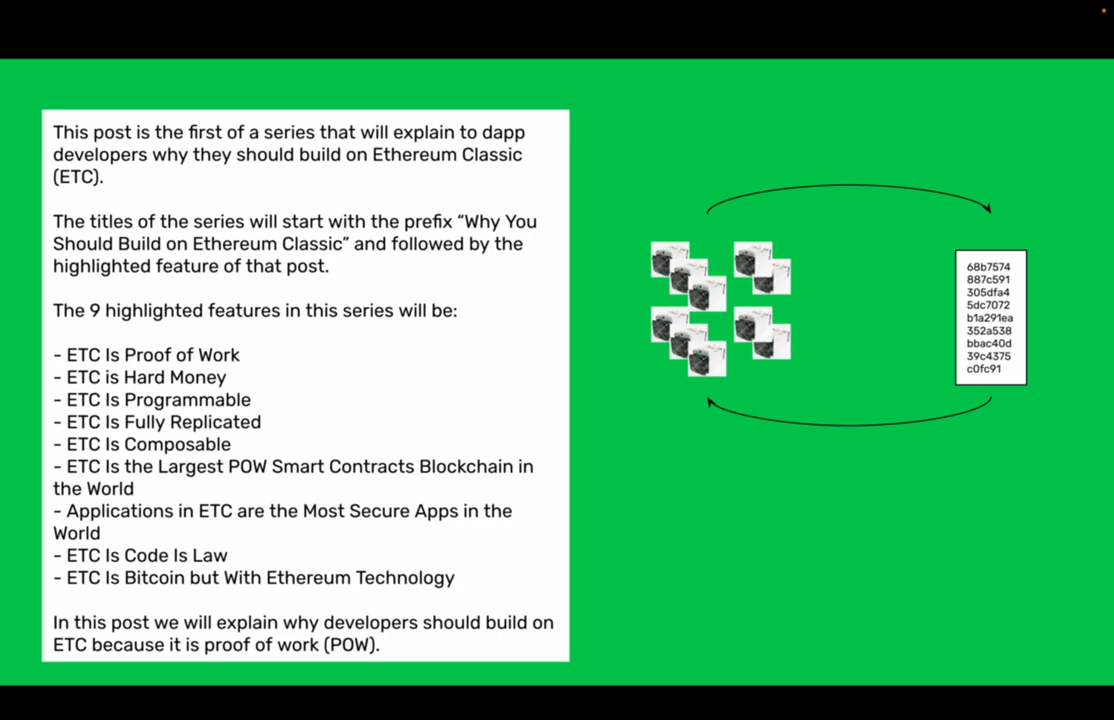 This post is the first of a series that will explain to dapp
developers why they should build on Ethereum Classic
(ETC).
The titles of the series will start with the prefix “Why You
Should Build on Ethereum Classic” and followed by the
highlighted feature of that post.
The 9 highlighted features in this series will be:
- ETC Is Proof of Work
- ETC is Hard Money
- ETC Is Programmable
- ETC Is Fully Replicated
- ETC Is Composable
- ETC Is the Largest POW Smart Contracts Blockchain in
the World
- Applications in ETC are the Most Secure Apps in the
World
- ETC Is Code Is Law
- ETC Is Bitcoin but With Ethereum Technology
In this post we will explain why developers should build on
ETC because it is proof of work (POW).
68b7574
887c591
305dfa4
5dc7072
b1a291ea
352a538
bbac40d
39c4375
c0fc91